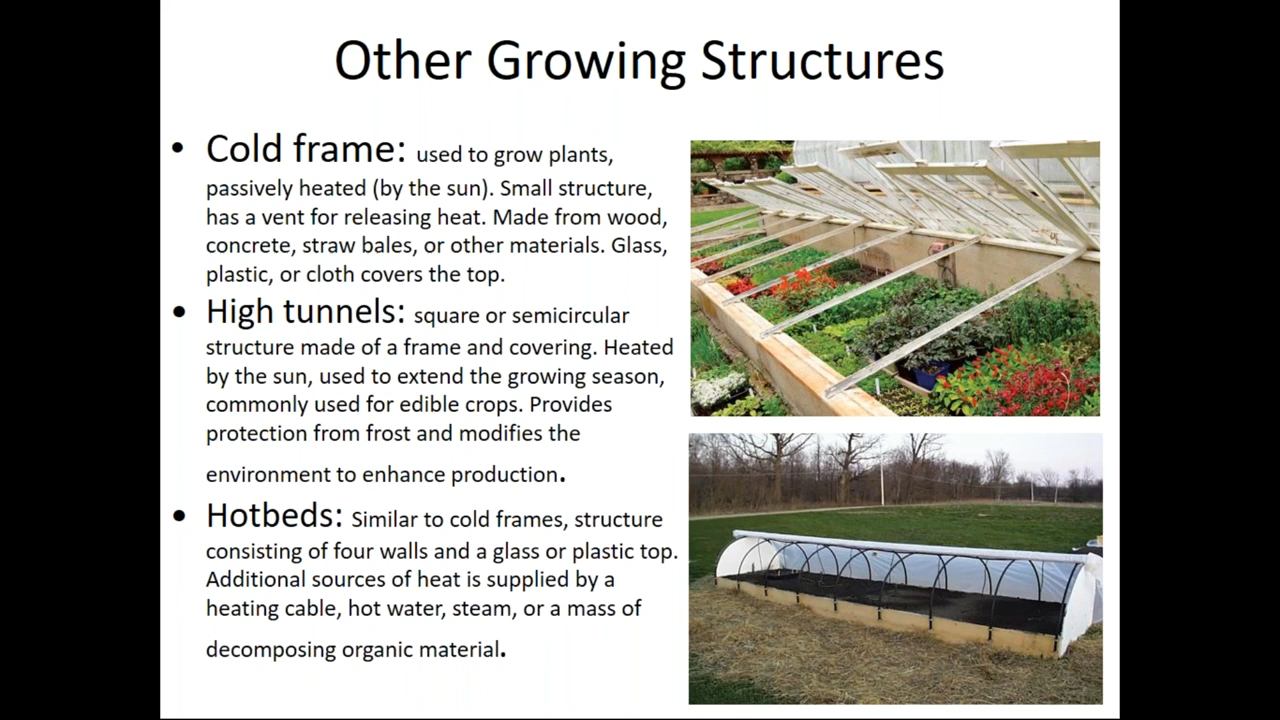 Other Growing Structures
• Cold frame: used to grow plants,
passively heated (by the sun). Small structure,
has a vent for releasing heat. Made from wood,
concrete, straw bales, or other materials. Glass,
plastic, or cloth covers the top.
• High tunnels: square or semicircular
structure made of a frame and covering. Heated
by the sun, used to extend the growing season,
commonly used for edible crops. Provides
protection from frost and modifies the
environment to enhance production.
• Hotbeds: Similar to cold frames, structure
consisting of four walls and a glass or plastic top.
Additional sources of heat is supplied by a
heating cable, hot water, steam, or a mass of
decomposing organic material.